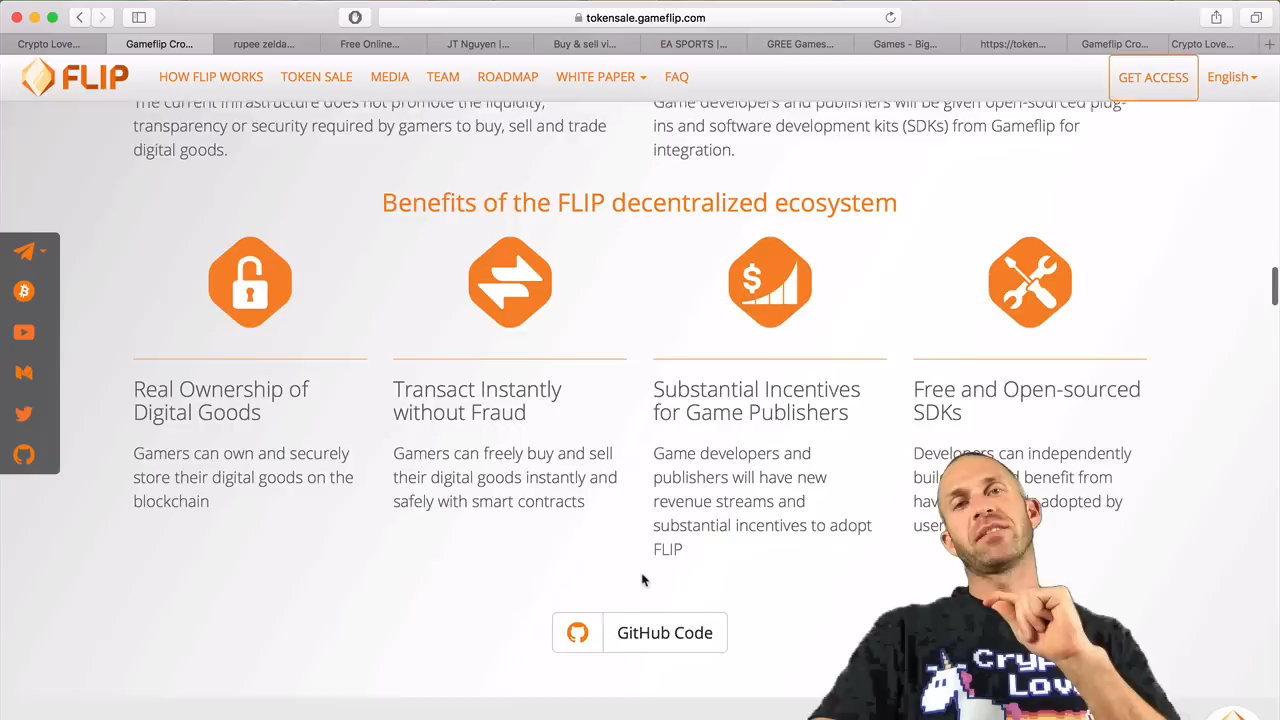 tokensale.gameflip.com
Crypto Love... Gameflip Cro... rupee zelda... Free Online... JT Nguyen |... Buy & sell vi... EA SPORTS |... GREE Games... Games - Big... https://token... Gameflip Cro... Crypto Love...
FLIP HOW FLIP WORKS TOKEN SALE MEDIA TEAM ROADMAP WHITE PAPER FAQ GET ACCESS English
The current infrastructure does not promote the liquidity,
transparency or security required by gamers to buy, sell and trade
digital goods.
Game developers and publishers will be given open-sourced plug-
ins and software development kits (SDKs) from Gameflip for
integration.
Benefits of the FLIP decentralized ecosystem
Real Ownership of
Digital Goods
Gamers can own and securely
store their digital goods on the
blockchain
Transact Instantly
without Fraud
Gamers can freely buy and sell
their digital goods instantly and
safely with smart contracts
Substantial Incentives
for Game Publishers
Game developers and
publishers will have new
revenue streams and
substantial incentives to adopt
FLIP
Free and Open-sourced
SDKs
Developers can independently
benefit from
adopted by
GitHub Code